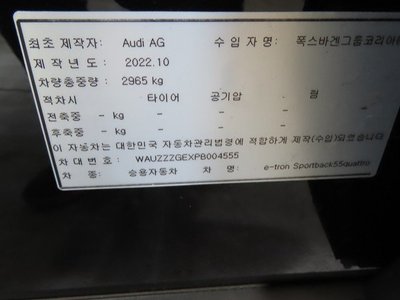 최초 제작자: Audi AG 수 입 자 명 : 폭스바겐그룹코리아
제 작 년 도 : 2022.10
차량총중량 : 2965 kg
적차시 타이어 공기압 . 림
전축중 - kg - -
후축중 - kg - -
이 자동차는 대한민국 자동차관리법령에 적합하게 제작(수입)되었습니다
차 대 번 호 : WAUZZZGEXPB004555
차 종: 승용자동차 차 명: e-tron Sportback55quattro